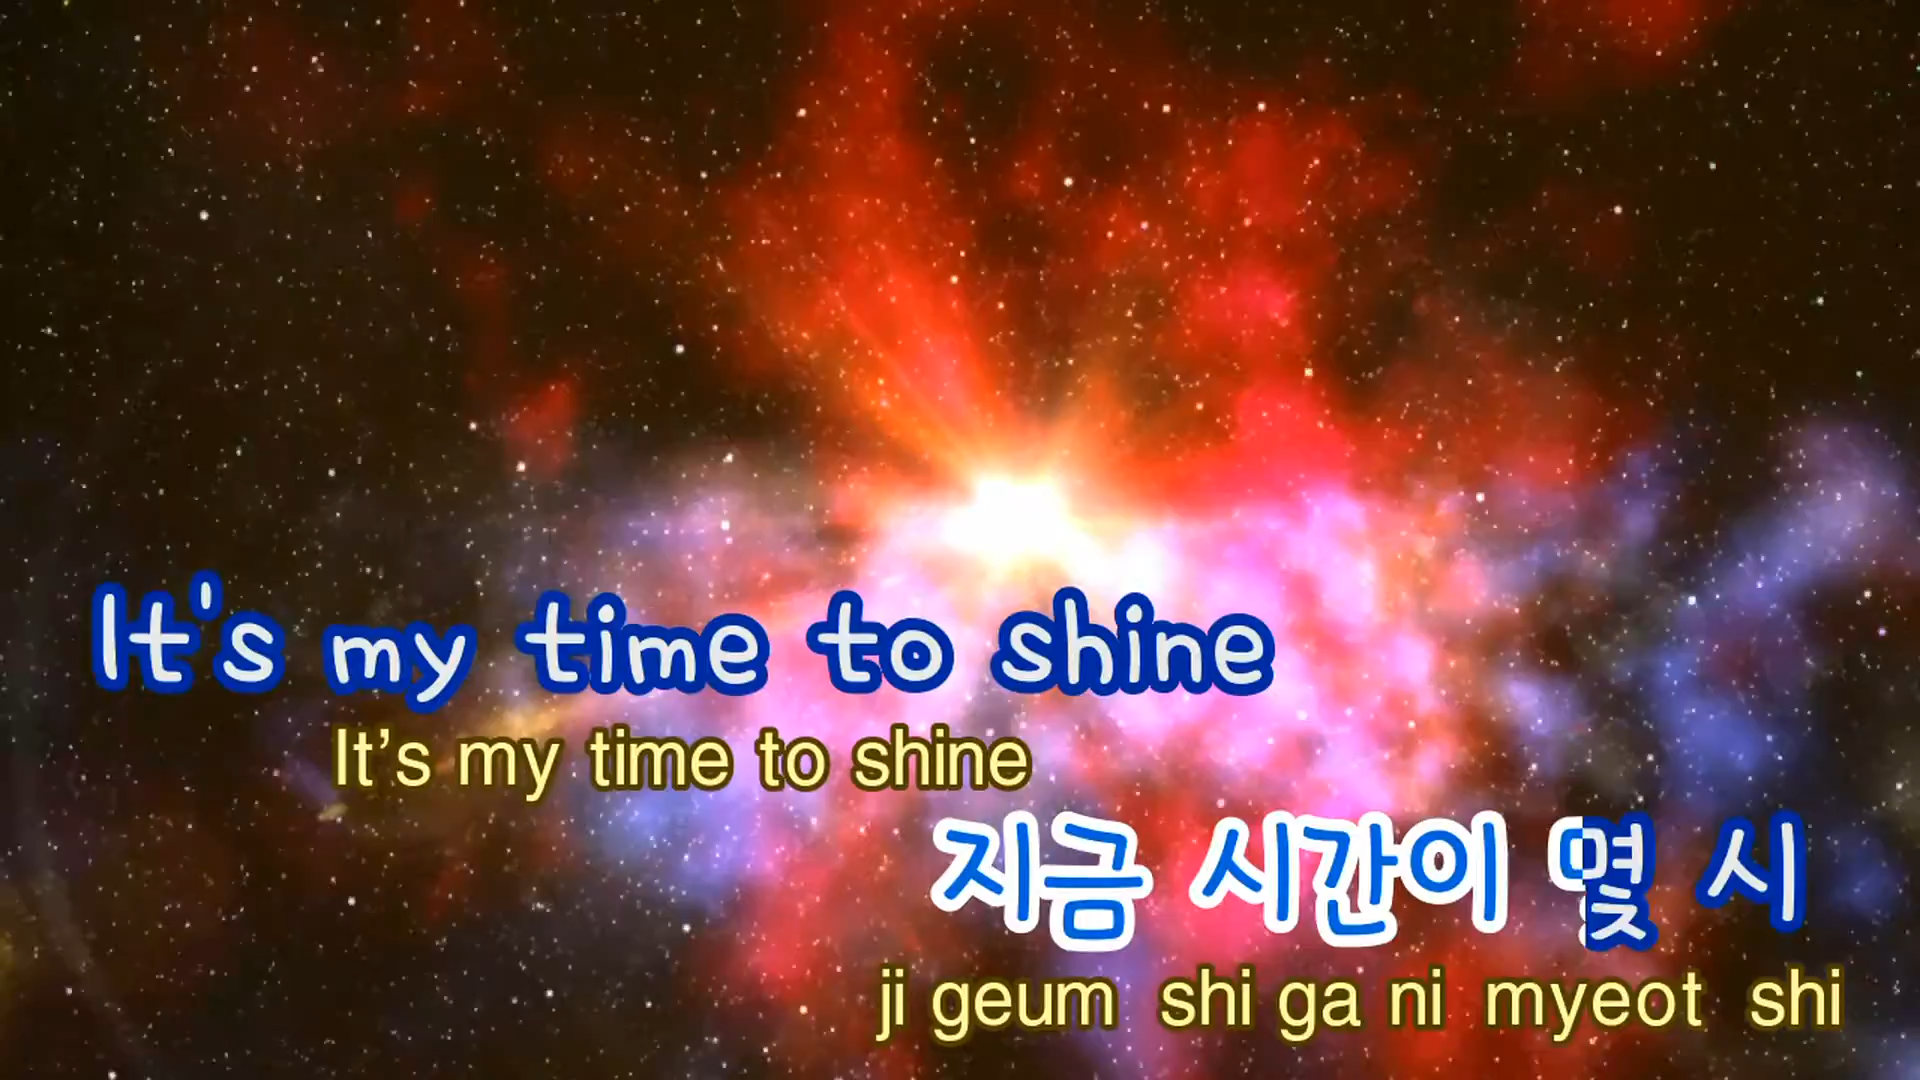 It's my time to shine
It’s my time to shine
지금 시간이 몇 시
ji geum shi ga ni myeot shi